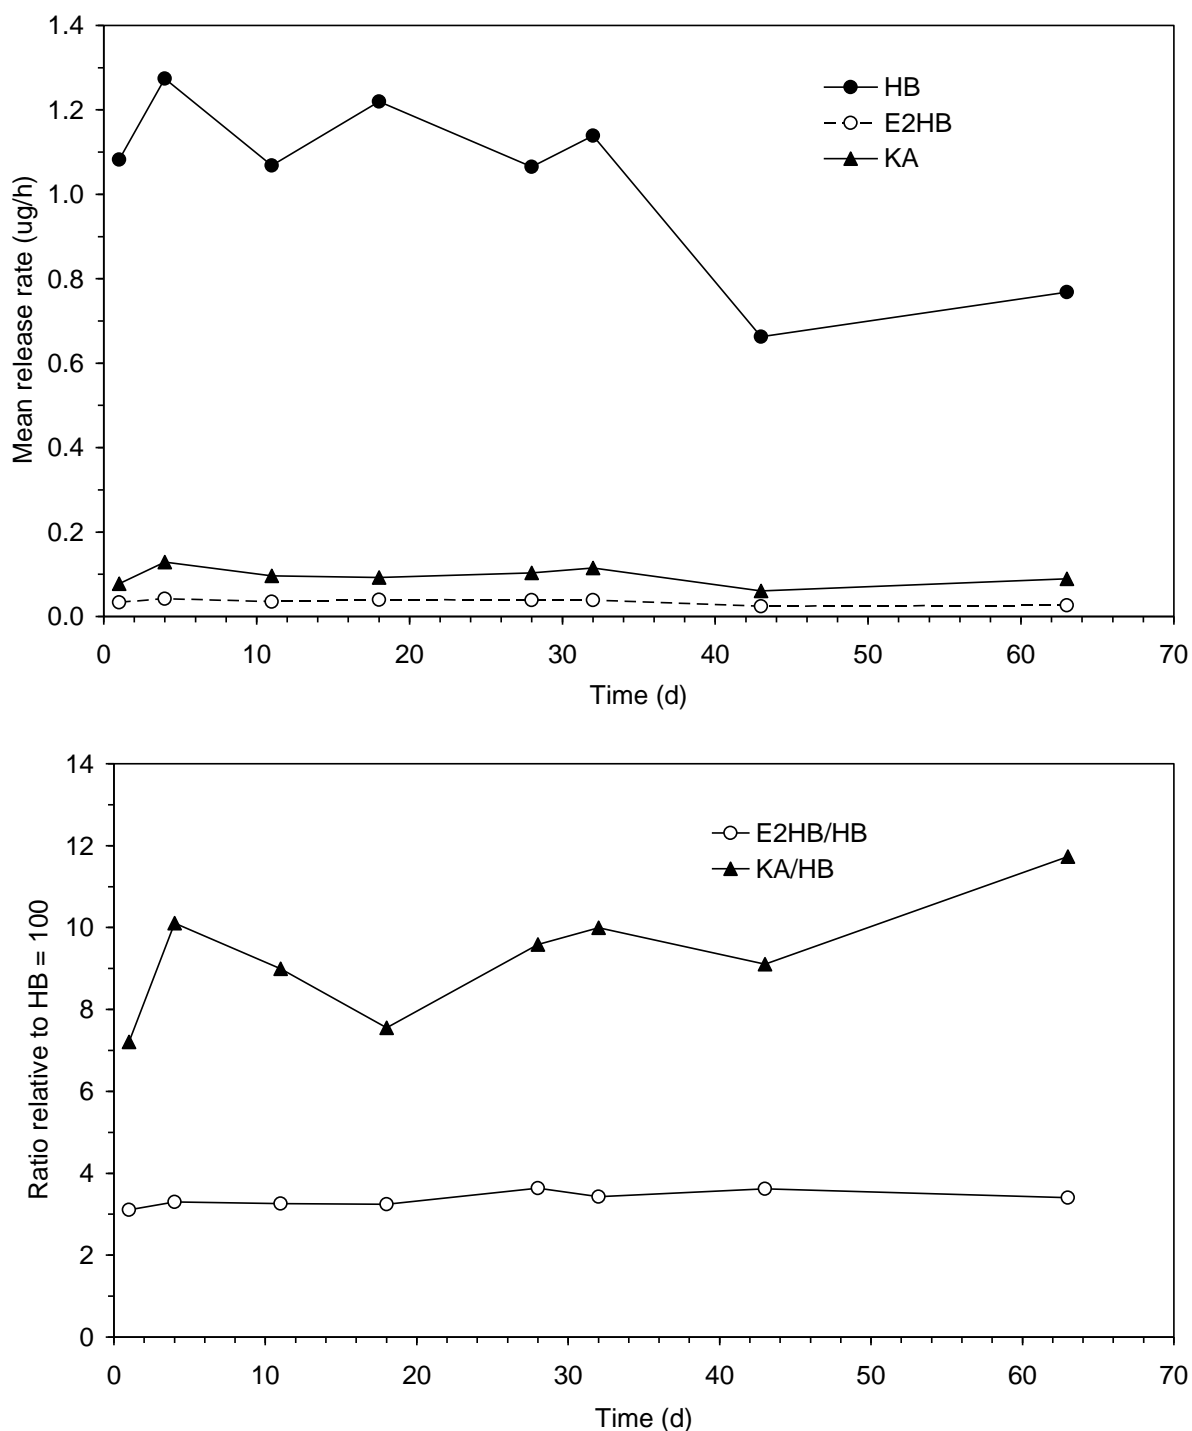 1.4
1.2
1.0
0.8
0.6
0.4
0.2
0.0
Mean release rate (ug/h)
HB
E2HB
KA
0 10 20 30 40 50 60 70
Time (d)
14
12
10
8
6
4
2
0
Ratio relative to HB = 100
E2HB/HB
KA/HB
0 10 20 30 40 50 60 70
Time (d)